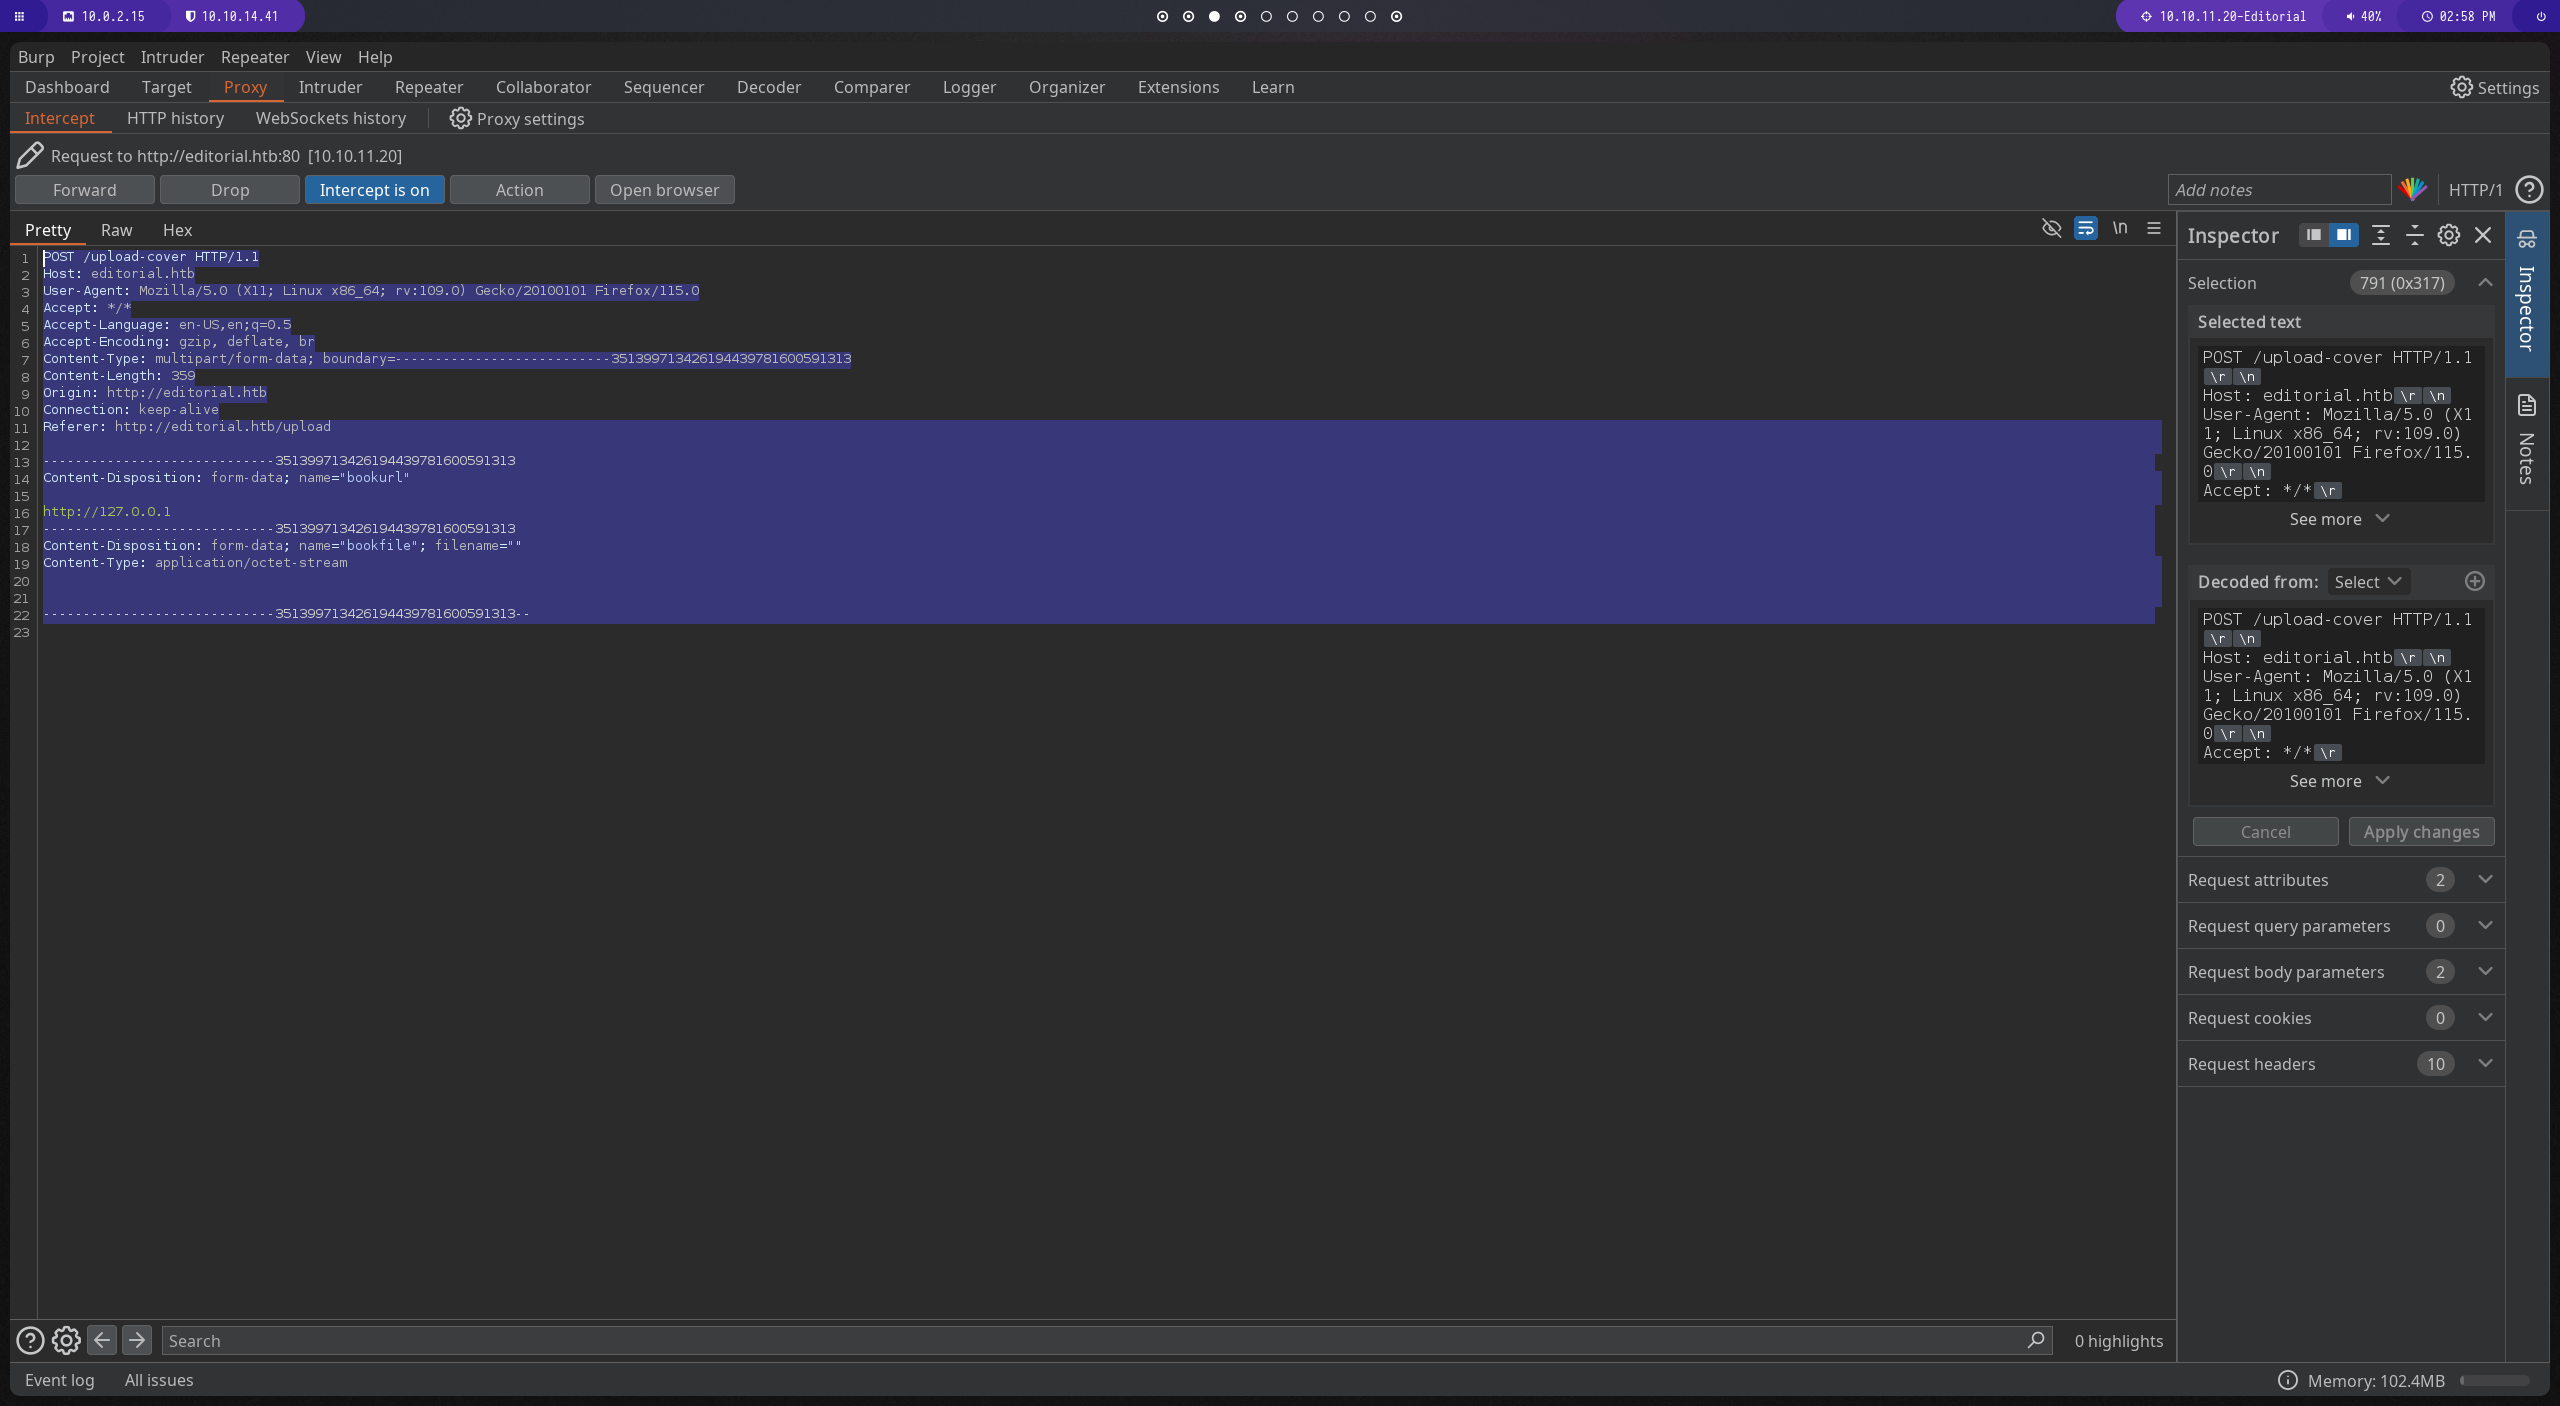 10.0.2.15 10.10.14.41 10.10.11.20-Editorial 40% 02:58 PM
Burp Project Intruder Repeater View Help
Dashboard Target Proxy Intruder Repeater Collaborator Sequencer Decoder Comparer Logger Organizer Extensions Learn Settings
Intercept HTTP history WebSockets history Proxy settings
Request to http://editorial.htb:80 [10.10.11.20]
Forward Drop Intercept is on Action Open browser Add notes HTTP/1
Pretty Raw Hex \n
1 POST /upload-cover HTTP/1.1
2 Host: editorial.htb
3 User-Agent: Mozilla/5.0 (X11; Linux x86_64; rv:109.0) Gecko/20100101 Firefox/115.0
4 Accept: */*
5 Accept-Language: en-US,en;q=0.5
6 Accept-Encoding: gzip, deflate, br
7 Content-Type: multipart/form-data; boundary=---------------------------351399713426194439781600591313
8 Content-Length: 359
9 Origin: http://editorial.htb
10 Connection: keep-alive
11 Referer: http://editorial.htb/upload
12
13 -----------------------------351399713426194439781600591313
14 Content-Disposition: form-data; name="bookurl"
15
16 http://127.0.0.1
17 -----------------------------351399713426194439781600591313
18 Content-Disposition: form-data; name="bookfile"; filename=""
19 Content-Type: application/octet-stream
20
21
22 -----------------------------351399713426194439781600591313--
23
Search 0 highlights
Inspector
Selection 791 (0x317)
Selected text
POST /upload-cover HTTP/1.1
\r \n
Host: editorial.htb \r \n
User-Agent: Mozilla/5.0 (X1
1; Linux x86_64; rv:109.0)
Gecko/20100101 Firefox/115.
0 \r \n
Accept: */* \r
See more
Decoded from: Select
POST /upload-cover HTTP/1.1
\r \n
Host: editorial.htb \r \n
User-Agent: Mozilla/5.0 (X1
1; Linux x86_64; rv:109.0)
Gecko/20100101 Firefox/115.
0 \r \n
Accept: */* \r
See more
Cancel Apply changes
Request attributes 2
Request query parameters 0
Request body parameters 2
Request cookies 0
Request headers 10
Inspector
Notes
Event log All issues Memory: 102.4MB